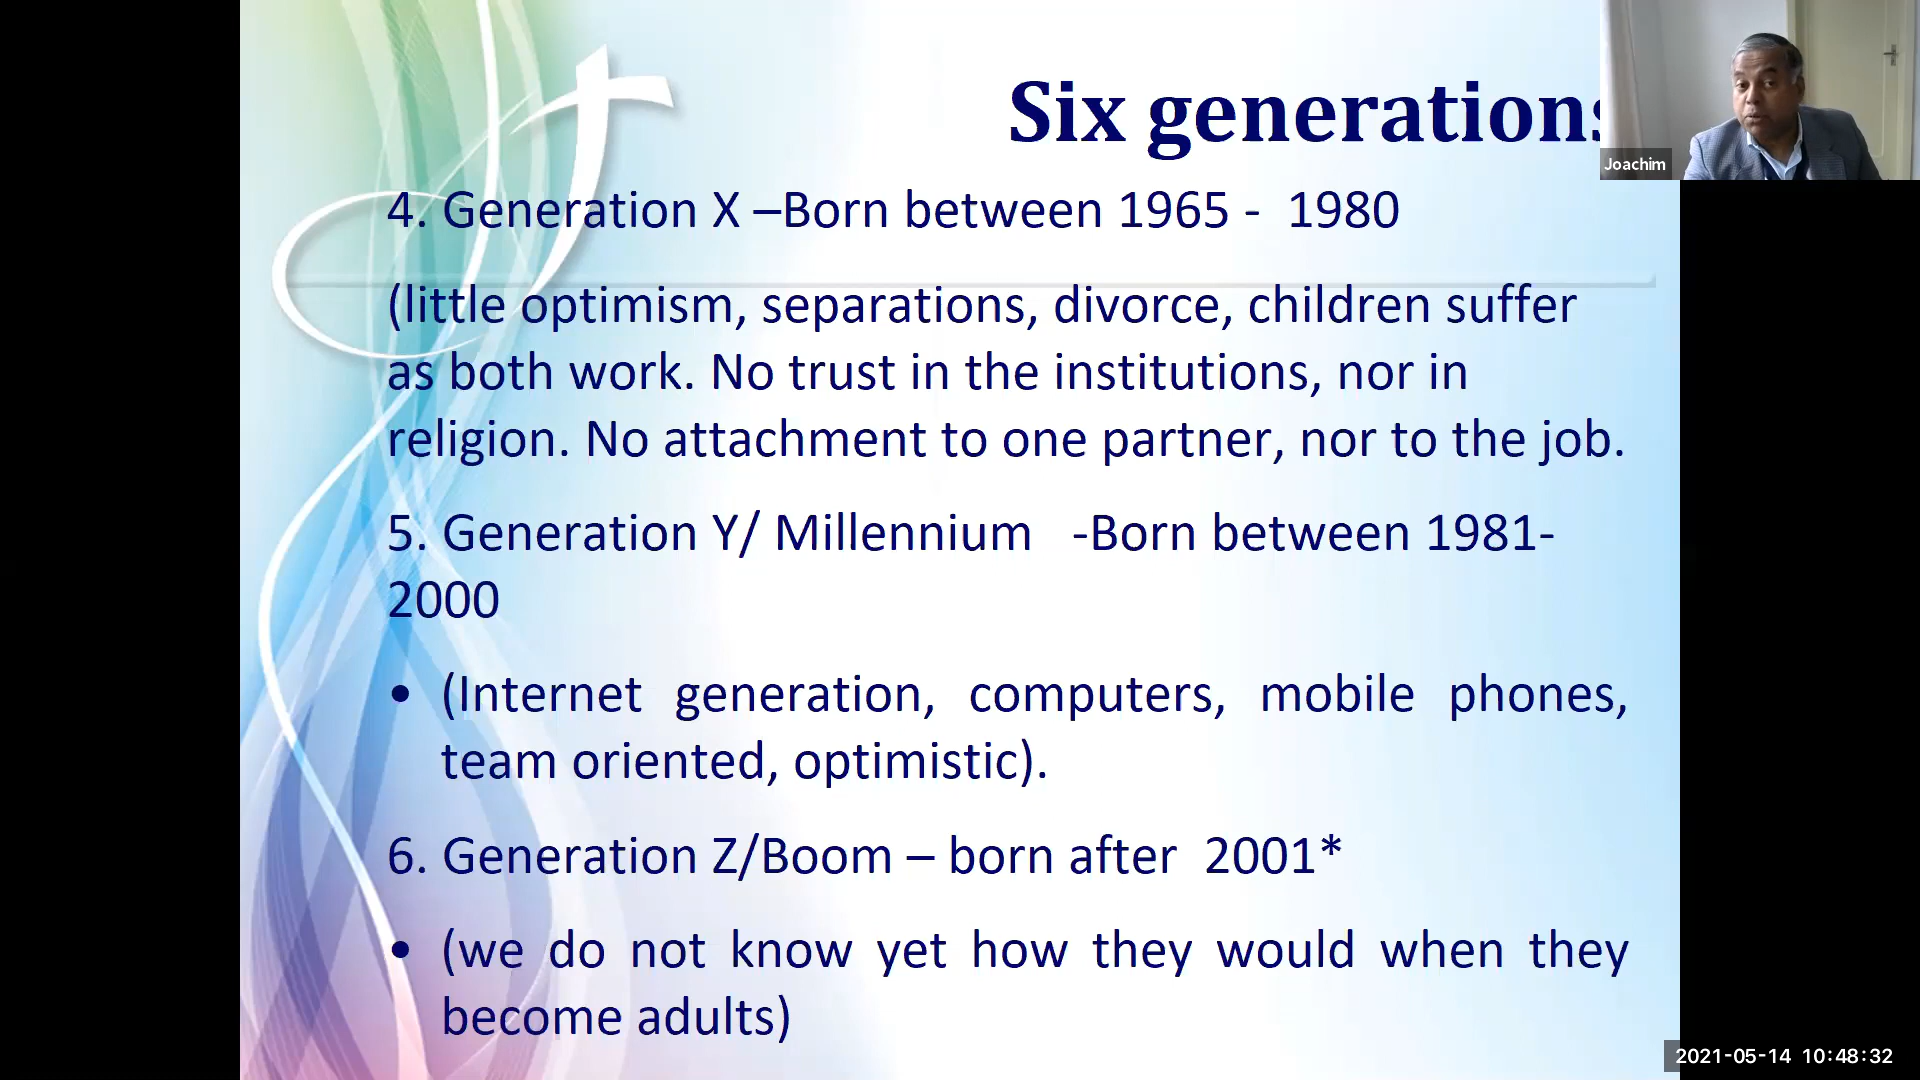 Six generations
Joachim
4. Generation X –Born between 1965 - 1980
(little optimism, separations, divorce, children suffer
as both work. No trust in the institutions, nor in
religion. No attachment to one partner, nor to the job.
5. Generation Y/ Millennium -Born between 1981-
2000
• (Internet generation, computers, mobile phones,
team oriented, optimistic).
6. Generation Z/Boom – born after 2001*
• (we do not know yet how they would when they
become adults)
2021-05-14 10:48:32